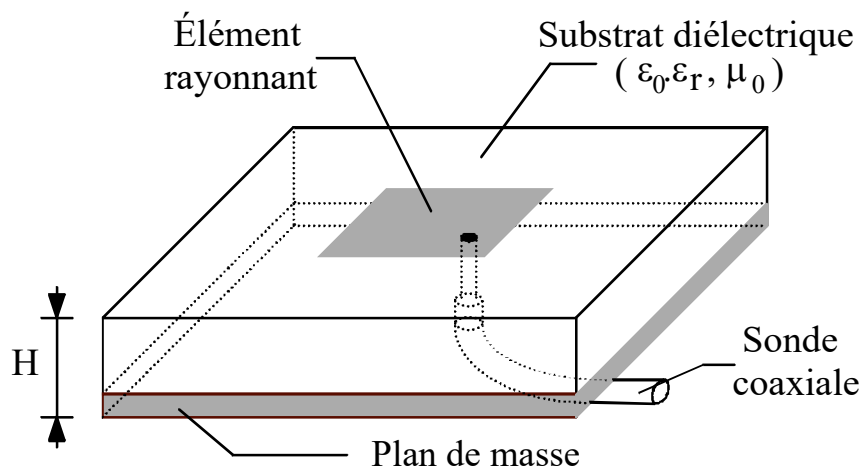 Élément
rayonnant
Substrat diélectrique
( ε0.εr , μ0 )
H
Sonde
coaxiale
Plan de masse